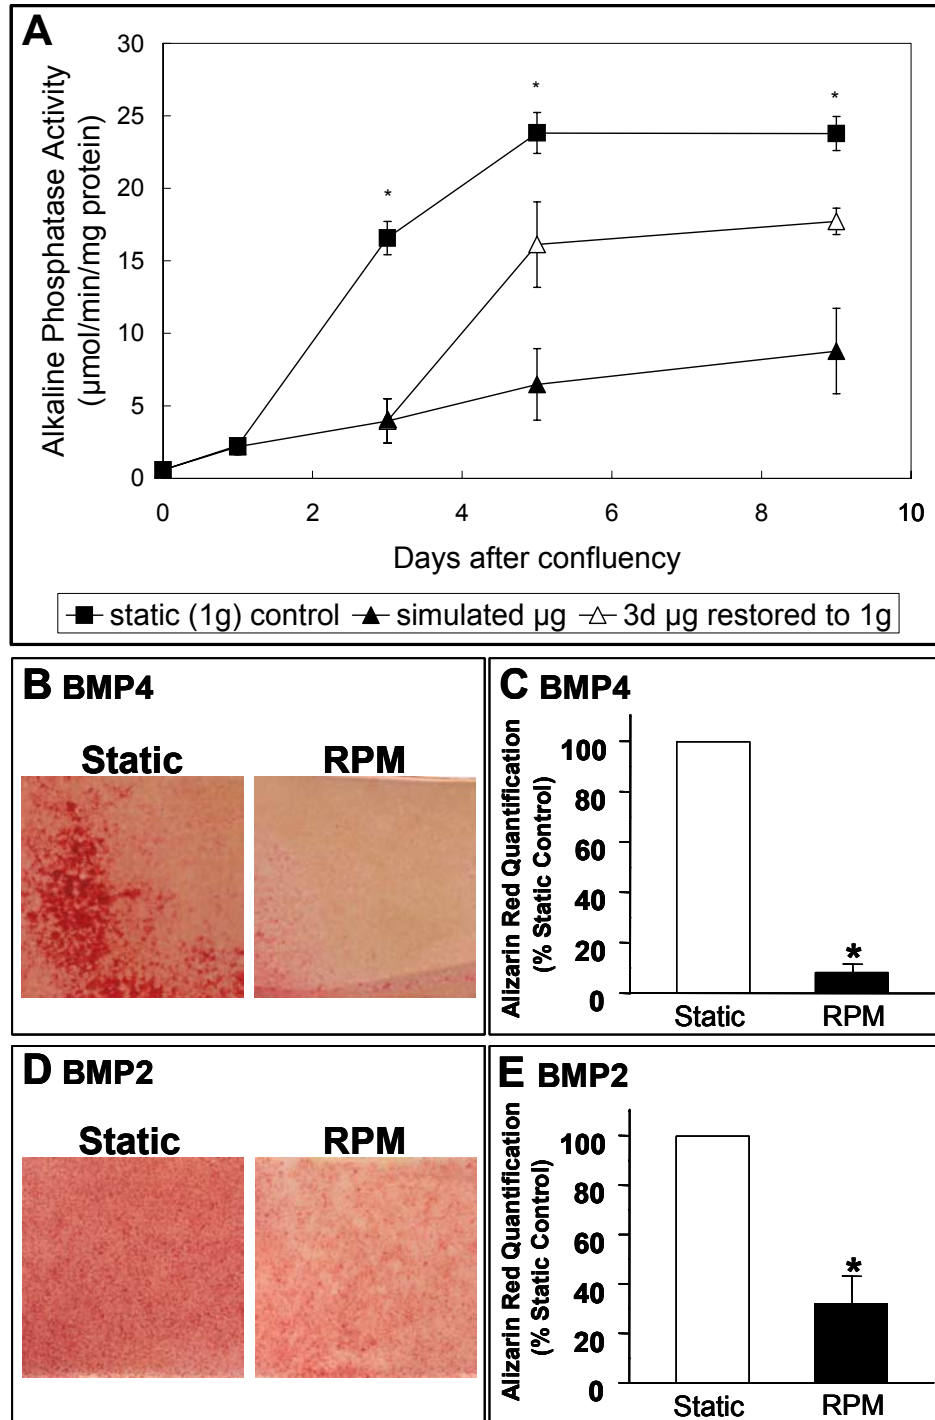 A
Alkaline Phosphatase Activity
(µmol/min/mg protein)
30
25
20
15
10
5
0
*
*
*
0 2 4 6 8 10
Days after confluency
static (1g) control simulated µg 3d µg restored to 1g
B BMP4
Static RPM
C BMP4
Alizarin Red Quantification
(% Static Control)
100
80
60
40
20
0
*
Static RPM
D BMP2
Static RPM
E BMP2
Alizarin Red Quantification
(% Static Control)
100
80
60
40
20
0
*
Static RPM